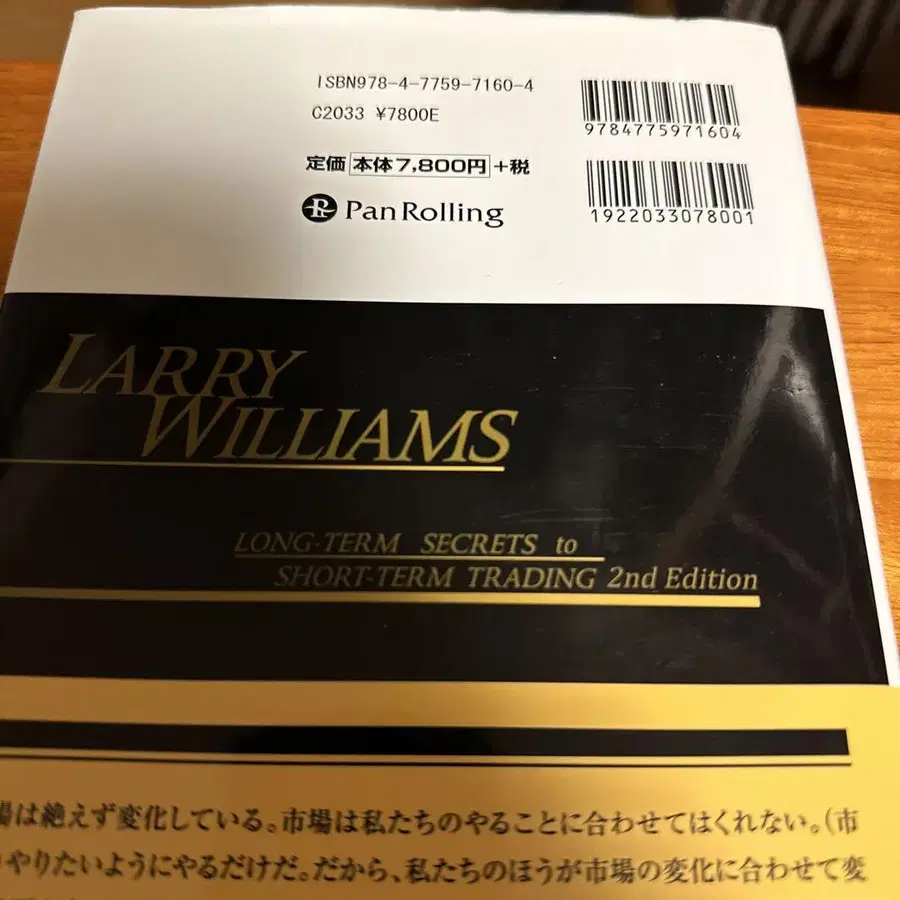 ISBN978-4-7759-7160-4
C2033 ¥7800E
9784775971604
定価 本体7,800円+税
1922033078001
PanRolling
LARRY
WILLIAMS
LONG-TERM SECRETS to
SHORT-TERM TRADING 2nd Edition
場は絶えず変化している。市場は私たちのやることに合わせてはくれない。(市
やりたいようにやるだけだ。だから、私たちのほうが市場の変化に合わせて変